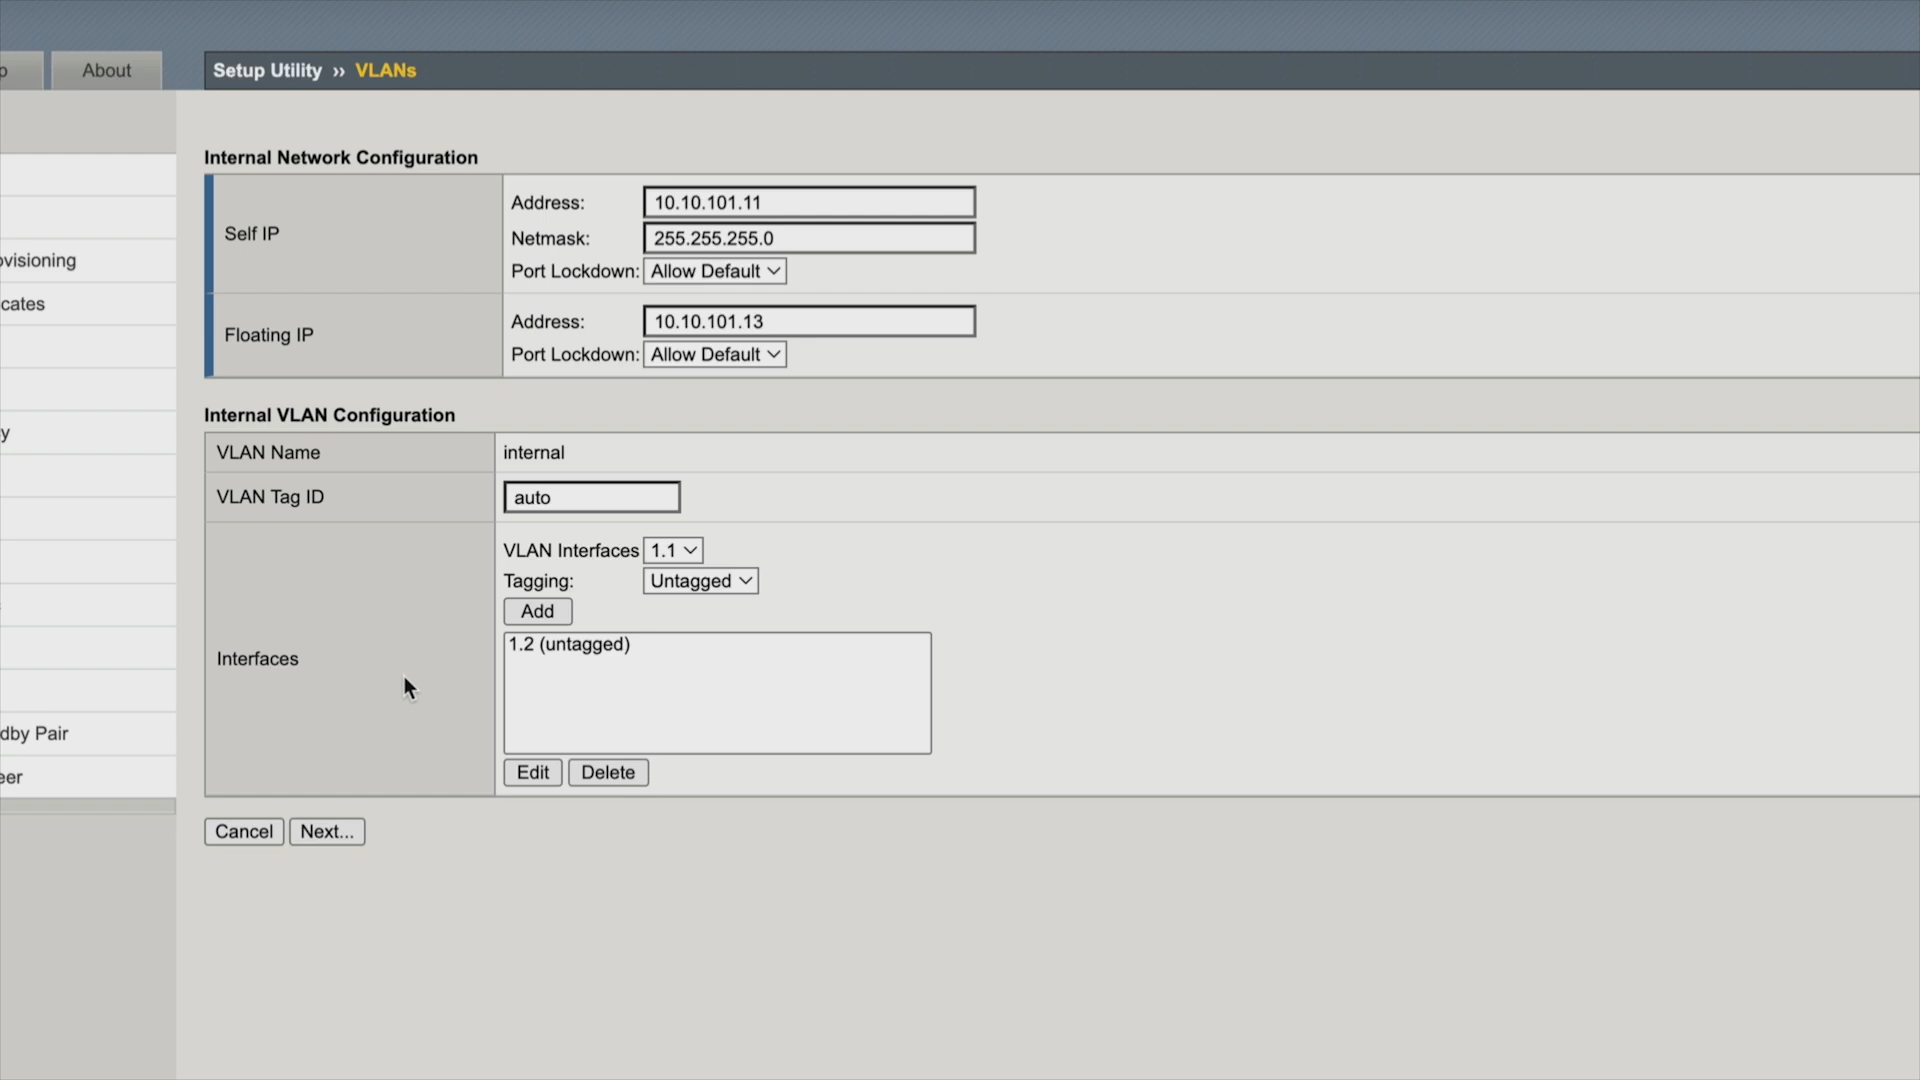 p
About
Setup Utility ›› VLANs
Internal Network Configuration
Self IP
Address: 10.10.101.11
Netmask: 255.255.255.0
Port Lockdown: Allow Default
Floating IP
Address: 10.10.101.13
Port Lockdown: Allow Default
Internal VLAN Configuration
VLAN Name internal
VLAN Tag ID auto
Interfaces
VLAN Interfaces 1.1
Tagging: Untagged
Add
1.2 (untagged)
Edit Delete
Cancel Next...
ovisioning
cates
y
dby Pair
eer